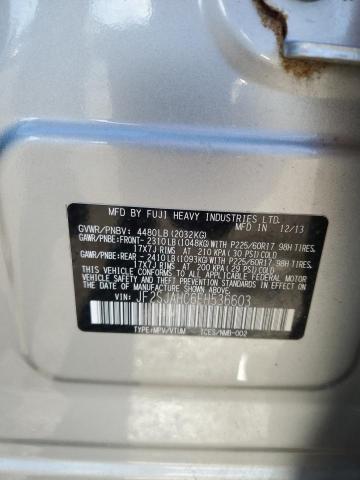 MFD BY FUJI HEAVY INDUSTRIES LTD. 12/13
GVWR/PNBV: 4480LB (2032KG)
GAWR/PNBE: FRONT- 2310LB (1048KG) WITH P225/60R17 98H TIRES.
17X7J RIMS AT 210 KPA (30 PSI) COLD
GAWR/PNBE: REAR - 2410LB (1093KG) WITH P225/60R17 98H TIRES.
17X7J RIMS AT 200 KPA (29 PSI) COLD
THIS VEHICLE CONFORMS TO ALL APPLICABLE
FEDERAL MOTOR VEHICLE SAFETY, BUMPER, AND
THEFT PREVENTION STANDARDS IN EFFECT ON
THE DATE OF MANUFACTURE SHOWN ABOVE.
VIN: JF2SJAHC6EH536603
TYPE:MPV/VTUM TCES/NMB-002